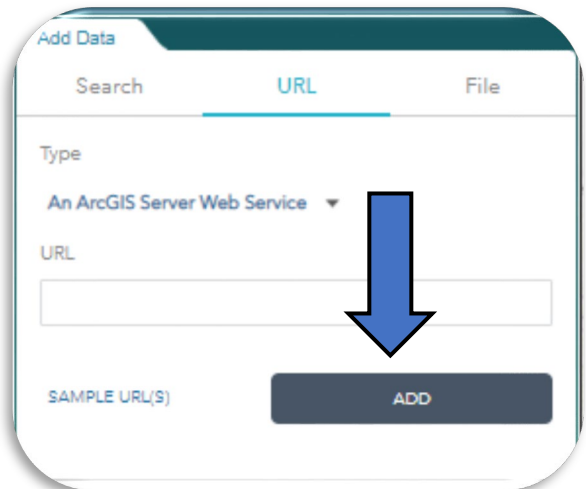 Add Data
Search URL File
Type
An ArcGIS Server Web Service
URL
SAMPLE URL(S) ADD